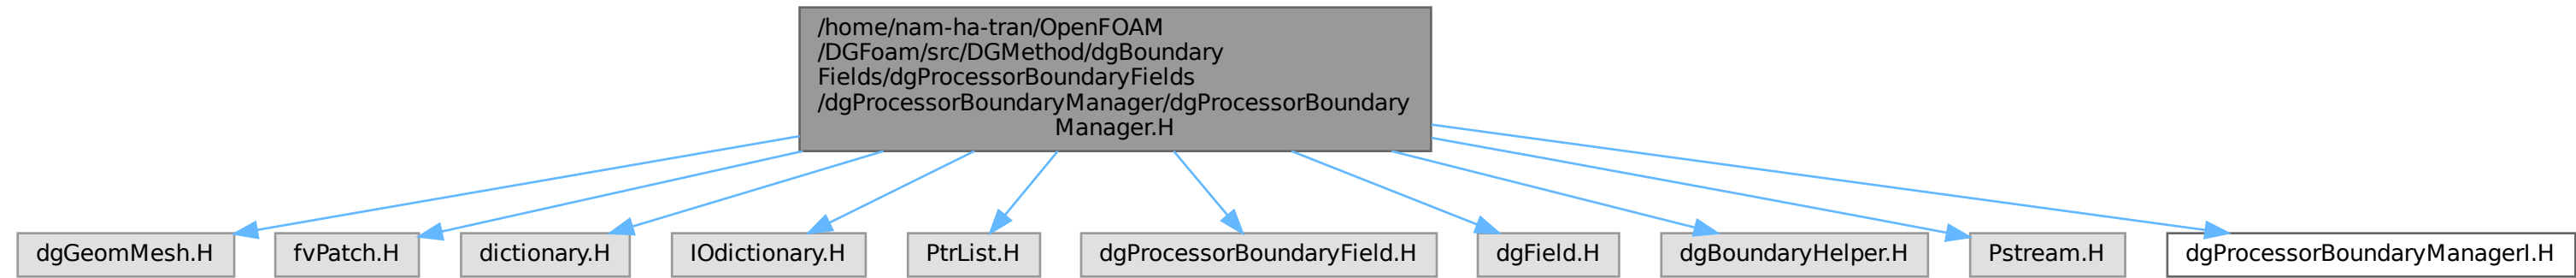 /home/nam-ha-tran/OpenFOAM
/DGFoam/src/DGMethod/dgBoundary
Fields/dgProcessorBoundaryFields
/dgProcessorBoundaryManager/dgProcessorBoundary
Manager.H
dgGeomMesh.H
fvPatch.H
dictionary.H
IOdictionary.H
PtrList.H
dgProcessorBoundaryField.H
dgField.H
dgBoundaryHelper.H
Pstream.H
dgProcessorBoundaryManagerI.H